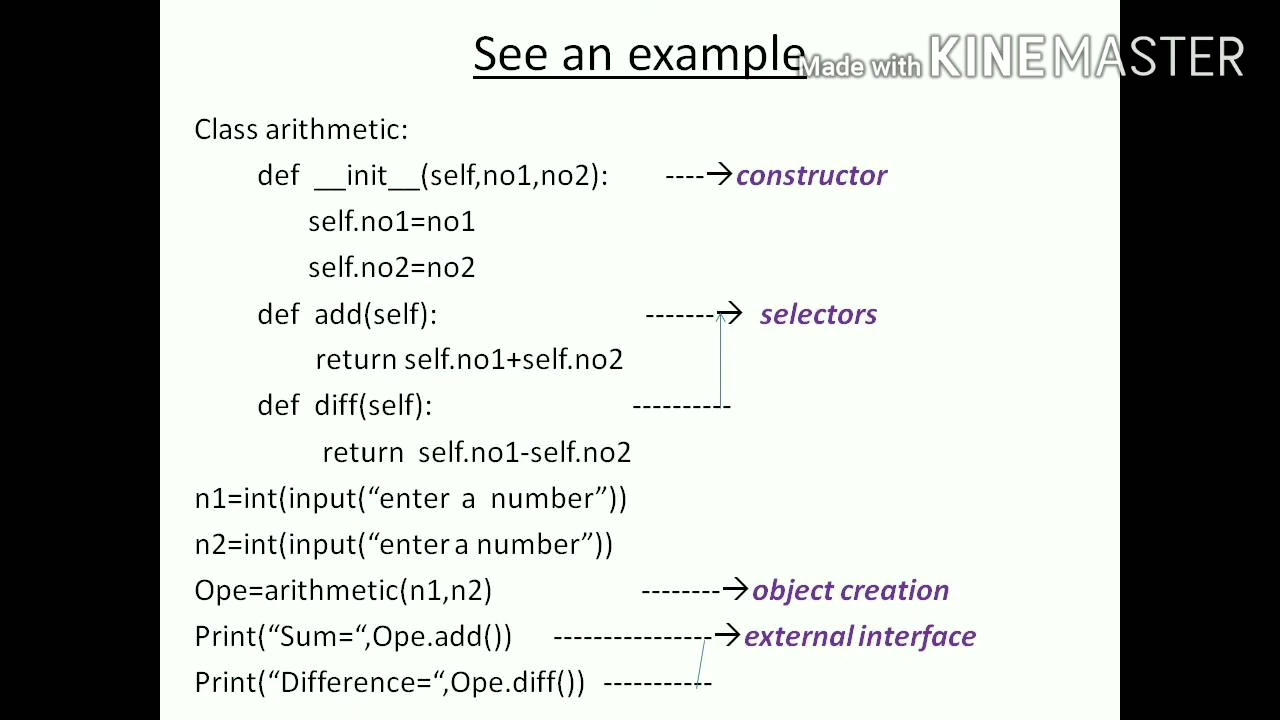 See an example
Made with KINEMASTER
Class arithmetic:
def __init__(self,no1,no2): ----→constructor
self.no1=no1
self.no2=no2
def add(self): -------→ selectors
return self.no1+self.no2
def diff(self): ----------
return self.no1-self.no2
n1=int(input(“enter a number”))
n2=int(input(“enter a number”))
Ope=arithmetic(n1,n2) --------→object creation
Print(“Sum=“,Ope.add()) ----------------→external interface
Print(“Difference=“,Ope.diff()) -----------